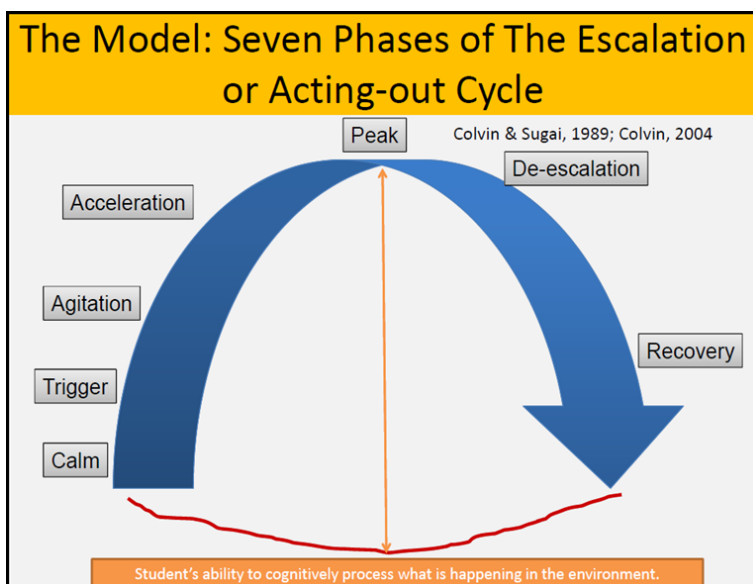 The Model: Seven Phases of The Escalation
or Acting-out Cycle
Peak
Colvin & Sugai, 1989; Colvin, 2004
De-escalation
Acceleration
Agitation
Recovery
Trigger
Calm
Student's ability to cognitively process what is happening in the environment.